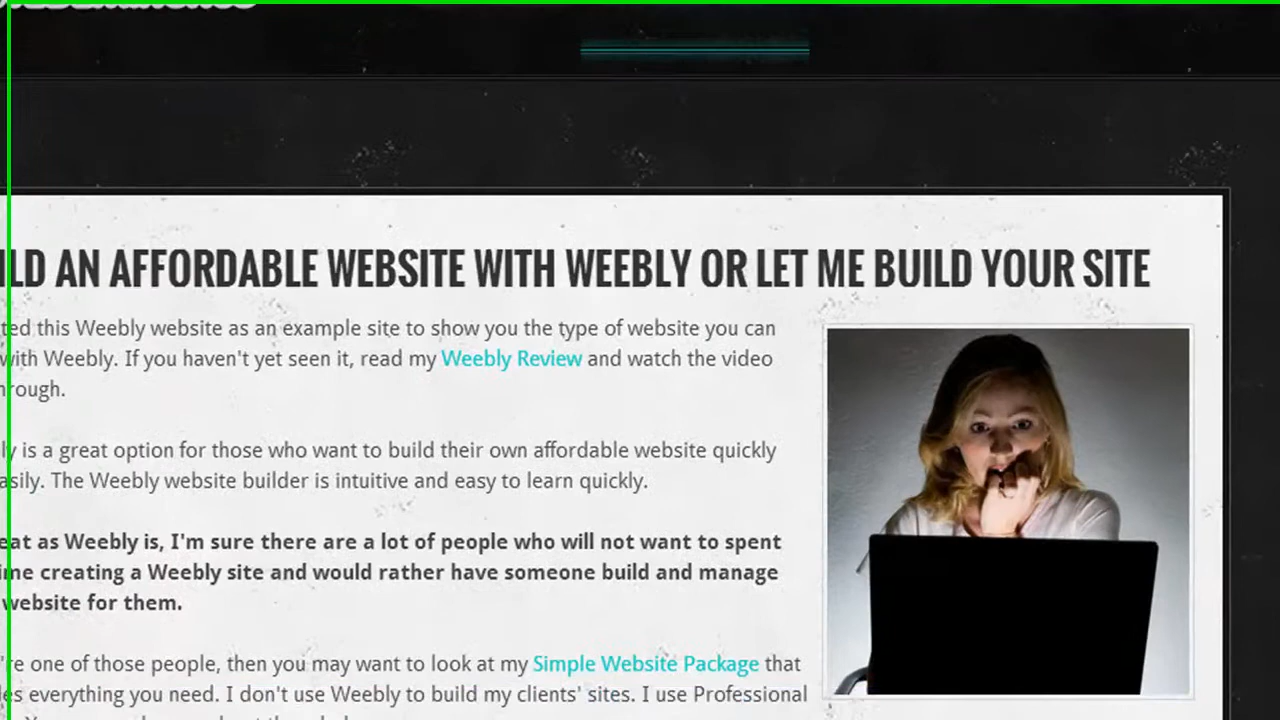 LD AN AFFORDABLE WEBSITE WITH WEEBLY OR LET ME BUILD YOUR SITE
ted this Weebly website as an example site to show you the type of website you can
with Weebly. If you haven't yet seen it, read my Weebly Review and watch the video
hrough.
ly is a great option for those who want to build their own affordable website quickly
asily. The Weebly website builder is intuitive and easy to learn quickly.
eat as Weebly is, I'm sure there are a lot of people who will not want to spent
ime creating a Weebly site and would rather have someone build and manage
website for them.
're one of those people, then you may want to look at my Simple Website Package that
les everything you need. I don't use Weebly to build my clients' sites. I use Professional